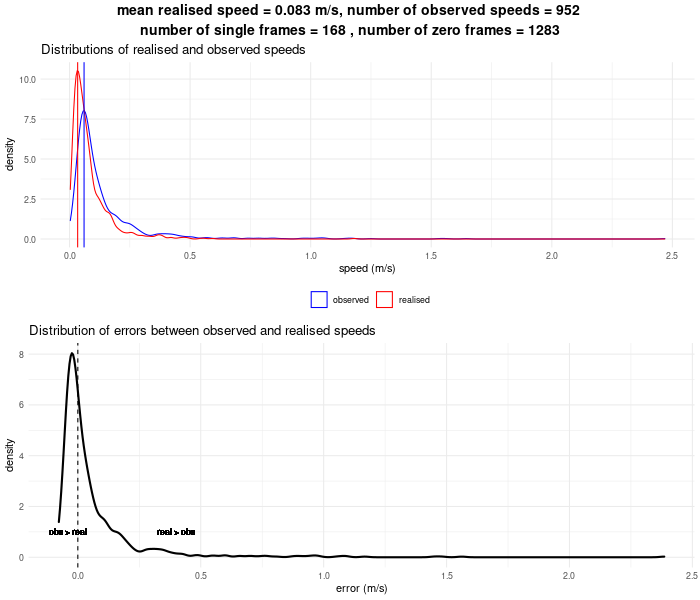 mean realised speed = 0.083 m/s, number of observed speeds = 952
number of single frames = 168 , number of zero frames = 1283
Distributions of realised and observed speeds
density
10.0
7.5
5.0
2.5
0.0
0.0 0.5 1.0 1.5 2.0 2.5
speed (m/s)
observed realised
Distribution of errors between observed and realised speeds
density
8
6
4
2
0
obs > real real > obs
0.0 0.5 1.0 1.5 2.0 2.5
error (m/s)